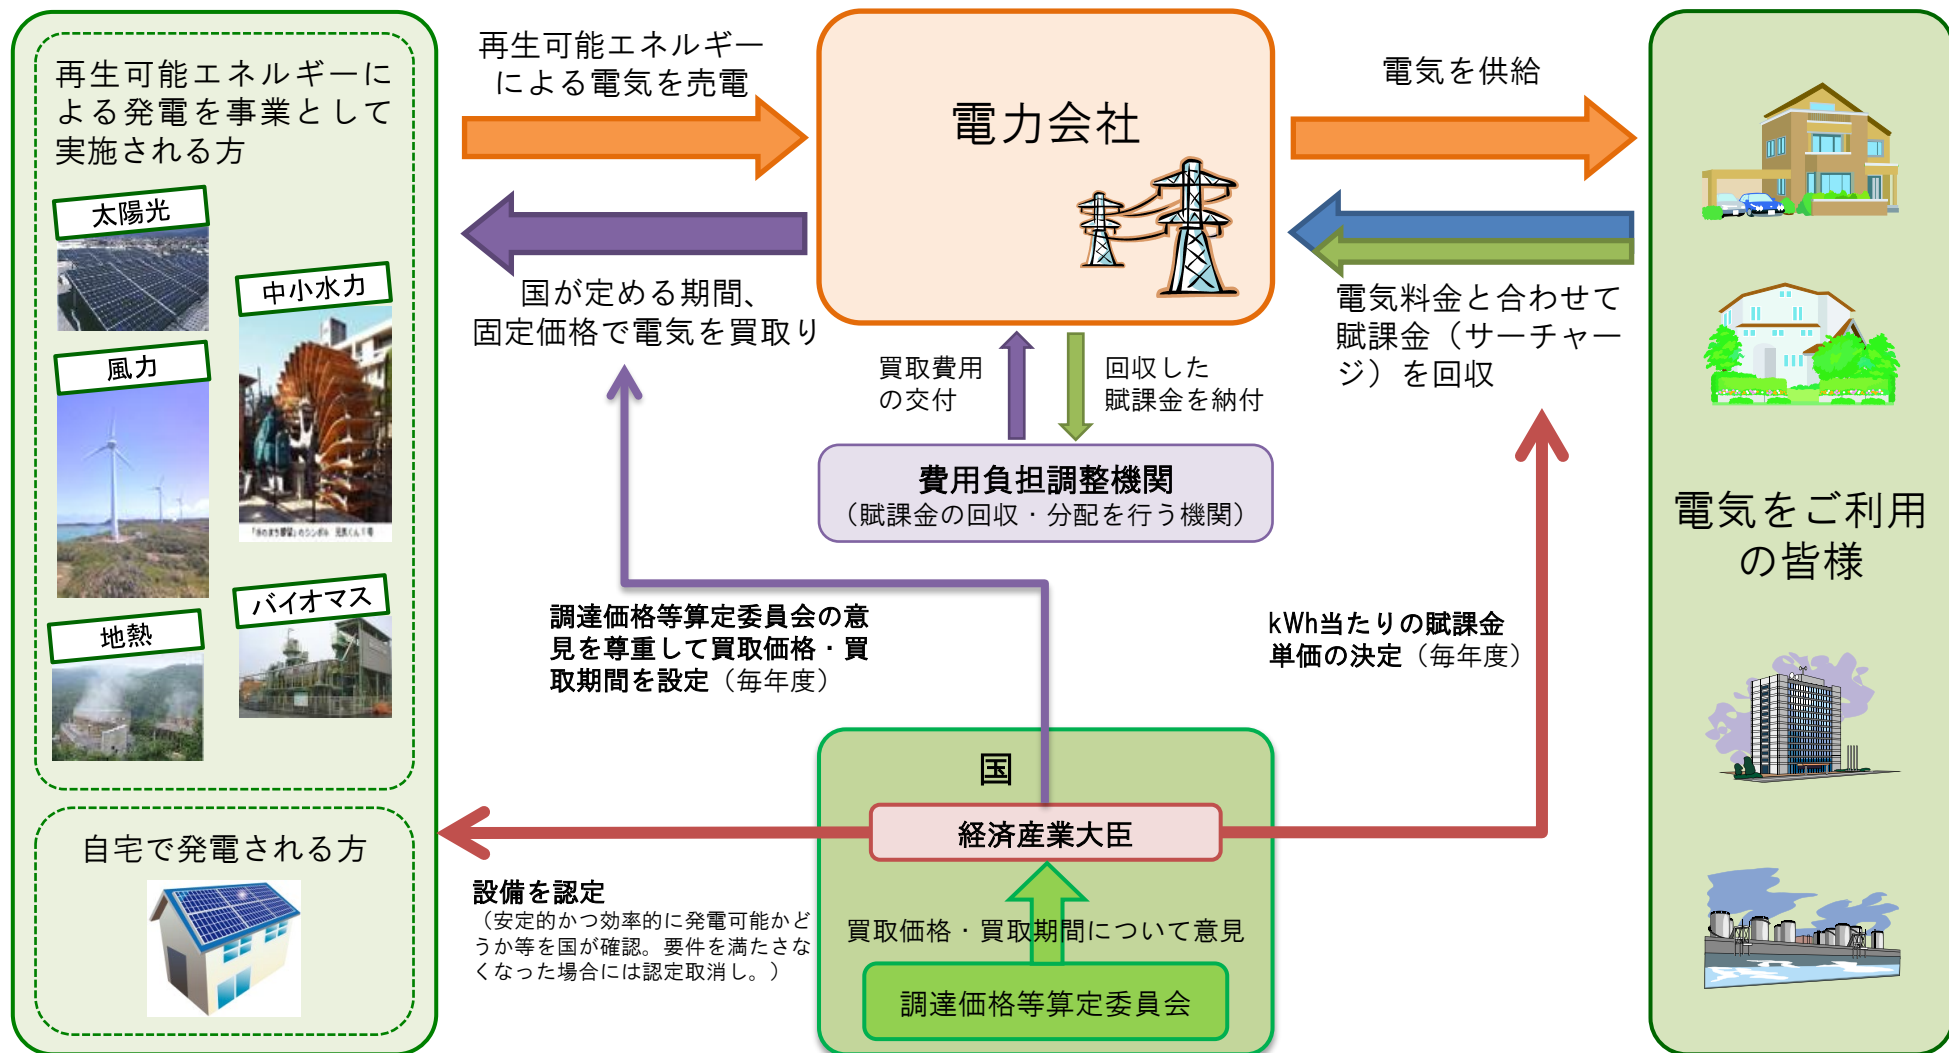 再生可能エネルギーに
よる発電を事業として
実施される方
太陽光
中小水力
風力
バイオマス
地熱
自宅で発電される方
再生可能エネルギー
による電気を売電
国が定める期間、
固定価格で電気を買取り
電力会社
買取費用
の交付
回収した
賦課金を納付
費用負担調整機関
（賦課金の回収・分配を行う機関）
電気を供給
電気料金と合わせて
賦課金（サーチャー
ジ）を回収
調達価格等算定委員会の意
見を尊重して買取価格・買
取期間を設定（毎年度）
kWh当たりの賦課金
単価の決定（毎年度）
設備を認定
（安定的かつ効率的に発電可能かど
うか等を国が確認。要件を満たさな
くなった場合には認定取消し。）
国
経済産業大臣
買取価格・買取期間について意見
調達価格等算定委員会
電気をご利用
の皆様